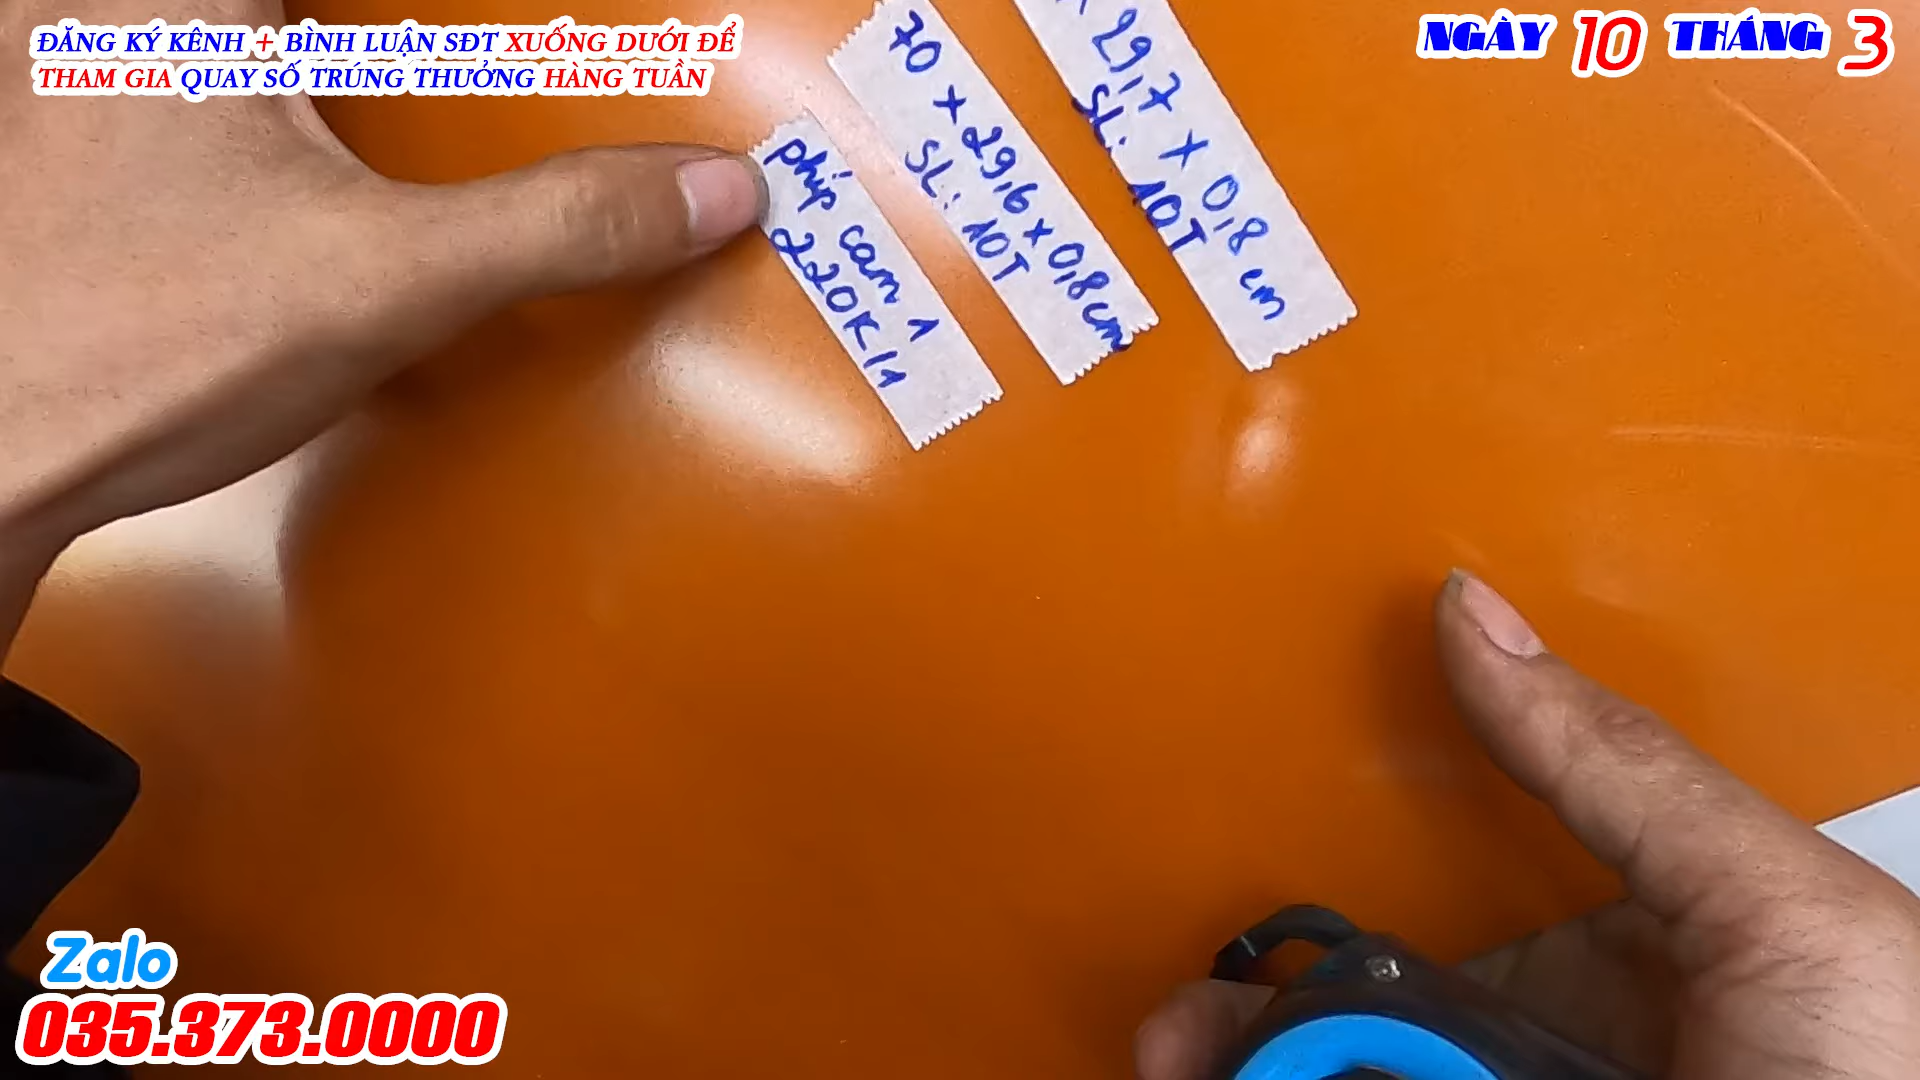 ĐĂNG KÝ KÊNH + BÌNH LUẬN SĐT XUỐNG DƯỚI ĐỂ
THAM GIA QUAY SỐ TRÚNG THƯỞNG HÀNG TUẦN
NGÀY 10 THÁNG 3
phíp cam 1
220K/1
70 x 29,6 x 0,8cm
SL: 10T
x 29,7 x 0,8 cm
SL: 10T
Zalo
035.373.0000